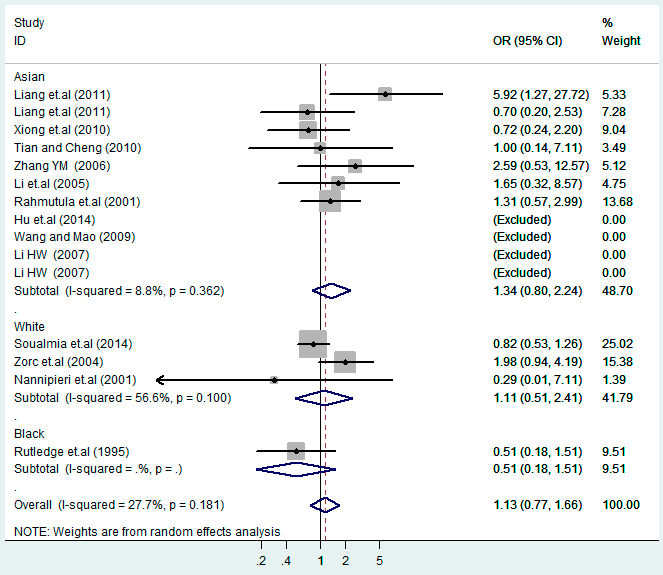 Study %
ID OR (95% CI) Weight
Asian
Liang et.al (2011) 5.92 (1.27, 27.72) 5.33
Liang et.al (2011) 0.70 (0.20, 2.53) 7.28
Xiong et.al (2010) 0.72 (0.24, 2.20) 9.04
Tian and Cheng (2010) 1.00 (0.14, 7.11) 3.49
Zhang YM (2006) 2.59 (0.53, 12.57) 5.12
Li et.al (2005) 1.65 (0.32, 8.57) 4.75
Rahmutula et.al (2001) 1.31 (0.57, 2.99) 13.68
Hu et.al (2014) (Excluded) 0.00
Wang and Mao (2009) (Excluded) 0.00
Li HW (2007) (Excluded) 0.00
Li HW (2007) (Excluded) 0.00
Subtotal (I-squared = 8.8%, p = 0.362) 1.34 (0.80, 2.24) 48.70
.
White
Soualmia et.al (2014) 0.82 (0.53, 1.26) 25.02
Zorc et.al (2004) 1.98 (0.94, 4.19) 15.38
Nannipieri et.al (2001) 0.29 (0.01, 7.11) 1.39
Subtotal (I-squared = 56.6%, p = 0.100) 1.11 (0.51, 2.41) 41.79
.
Black
Rutledge et.al (1995) 0.51 (0.18, 1.51) 9.51
Subtotal (I-squared = .%, p = .) 0.51 (0.18, 1.51) 9.51
.
Overall (I-squared = 27.7%, p = 0.181) 1.13 (0.77, 1.66) 100.00
NOTE: Weights are from random effects analysis
.2 .4 1 2 5